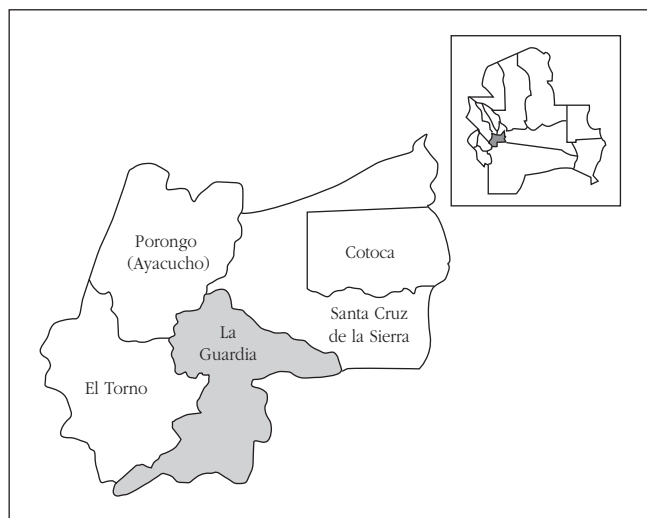 Porongo
(Ayacucho)
Cotoca
Santa Cruz
de la Sierra
La
Guardia
El Torno